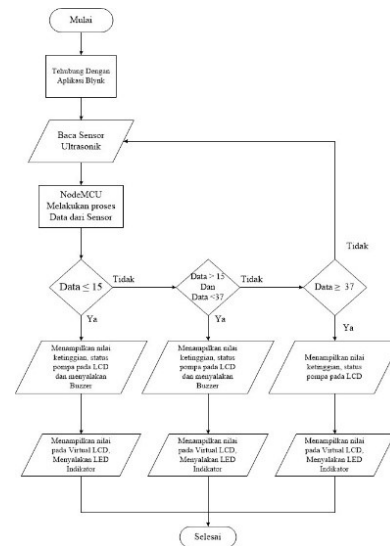 Mulai
Tehubung Dengan
Aplikasi Blynk
Baca Sensor
Ultrasonik
NodeMCU
Melakukan proses
Data dari Sensor
Tidak
Data ≤ 15
Tidak
Data > 15
Dan
Data <37
Tidak
Data ≥ 37
Ya
Ya
Ya
Menampilkan nilai
ketinggian, status
pompa pada LCD
dan menyalakan
Buzzer
Menampilkan nilai
ketinggian, status
pompa pada LCD
dan menyalakan
Buzzer
Menampilkan nilai
ketinggian, status
pompa pada LCD
Menampilkan nilai
pada Virtual LCD,
Menyalakan LED
Indikator
Menampilkan nilai
pada Virtual LCD,
Menyalakan LED
Indikator
Menampilkan nilai
pada Virtual LCD,
Menyalakan LED
Indikator
Selesai